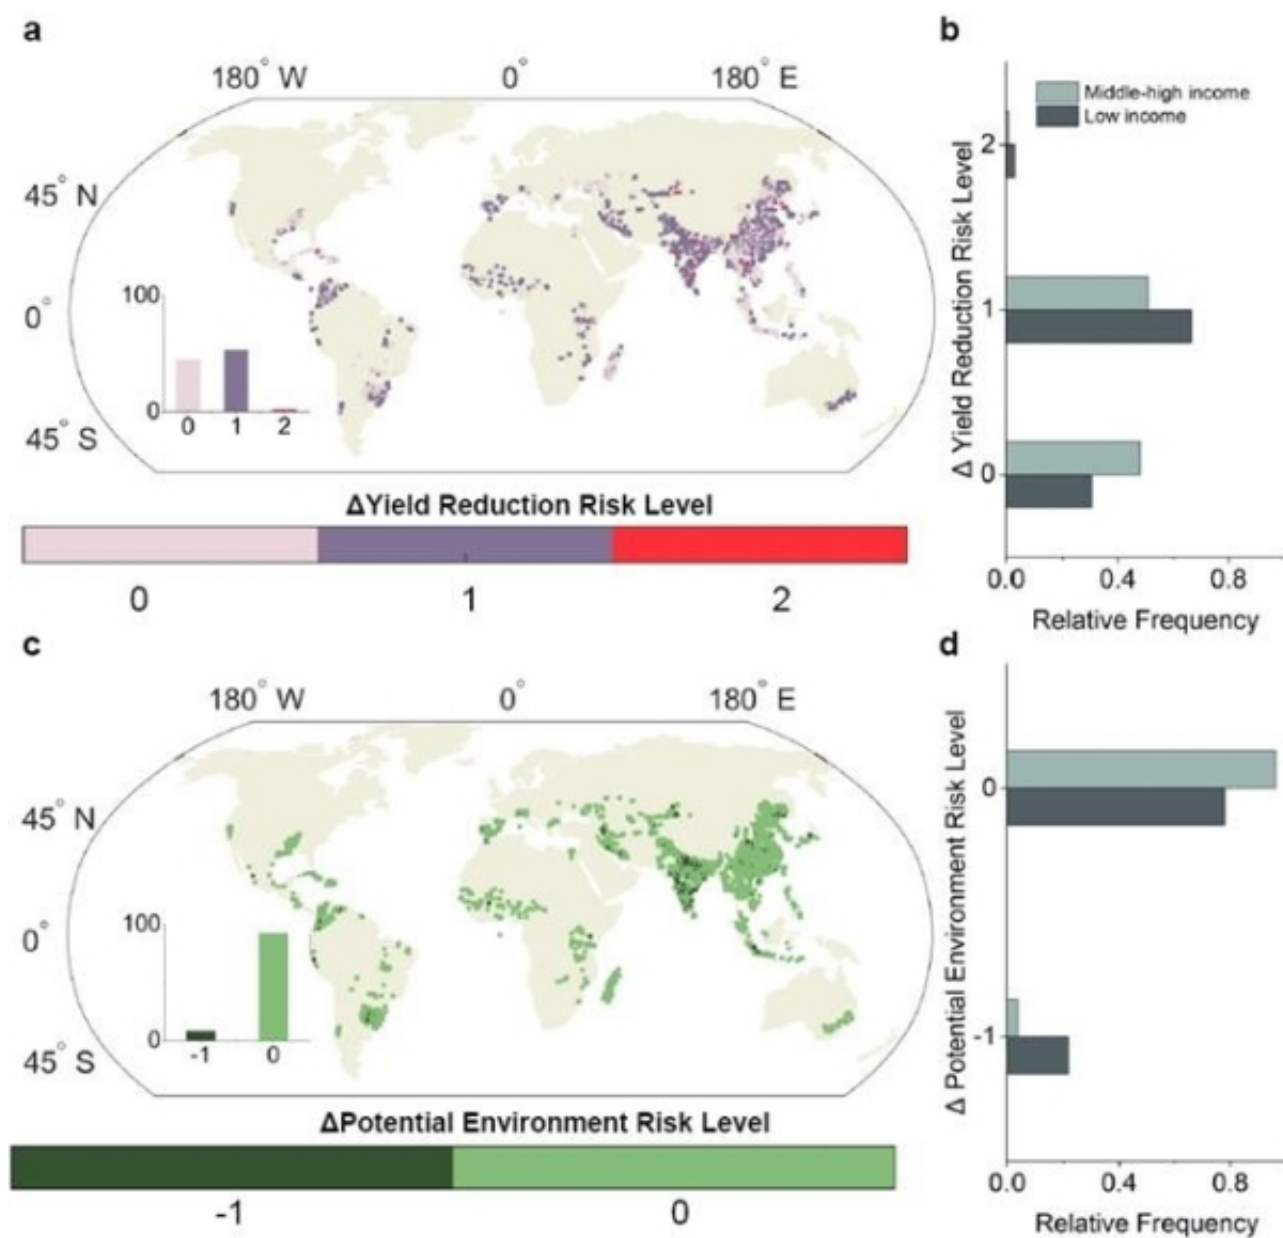 a
180° W 0° 180° E
45° N
0°
45° S
100
0
0 1 2
ΔYield Reduction Risk Level
0 1 2
b
Middle-high income
Low income
Δ Yield Reduction Risk Level
2
1
0
0.0 0.4 0.8
Relative Frequency
c
180° W 0° 180° E
45° N
0°
45° S
100
0
-1 0
ΔPotential Environment Risk Level
-1 0
d
Δ Potential Environment Risk Level
0
-1
0.0 0.4 0.8
Relative Frequency